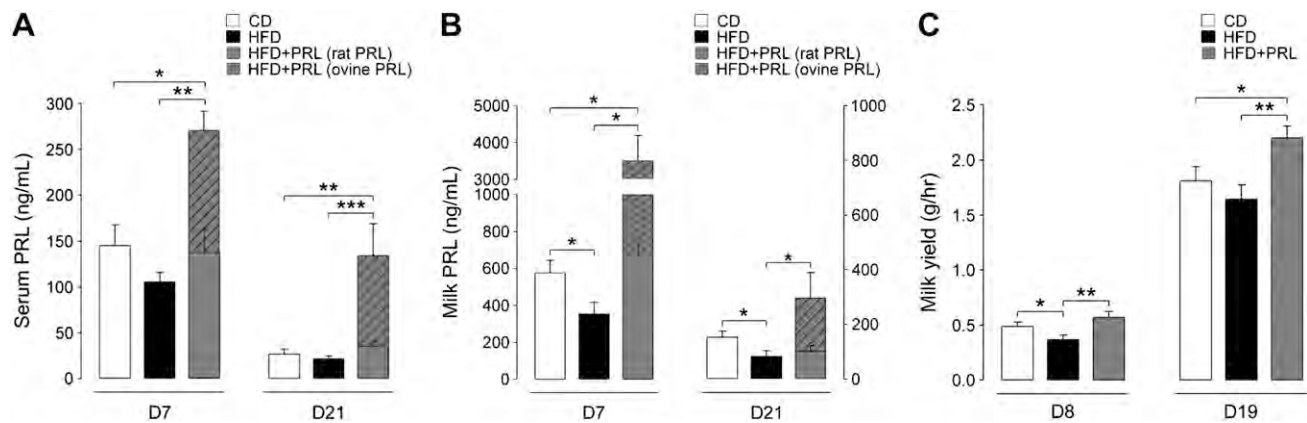 A
CD
HFD
HFD+PRL (rat PRL)
HFD+PRL (ovine PRL)
Serum PRL (ng/mL)
300
250
200
150
100
50
0
*
**
**
***
D7
D21
B
CD
HFD
HFD+PRL (rat PRL)
HFD+PRL (ovine PRL)
Milk PRL (ng/mL)
5000
4000
3000
1000
800
600
400
200
0
*
*
*
*
*
1000
800
600
400
200
0
D7
D21
C
CD
HFD
HFD+PRL
Milk yield (g/hr)
2.5
2.0
1.5
1.0
0.5
0.0
*
**
*
**
D8
D19